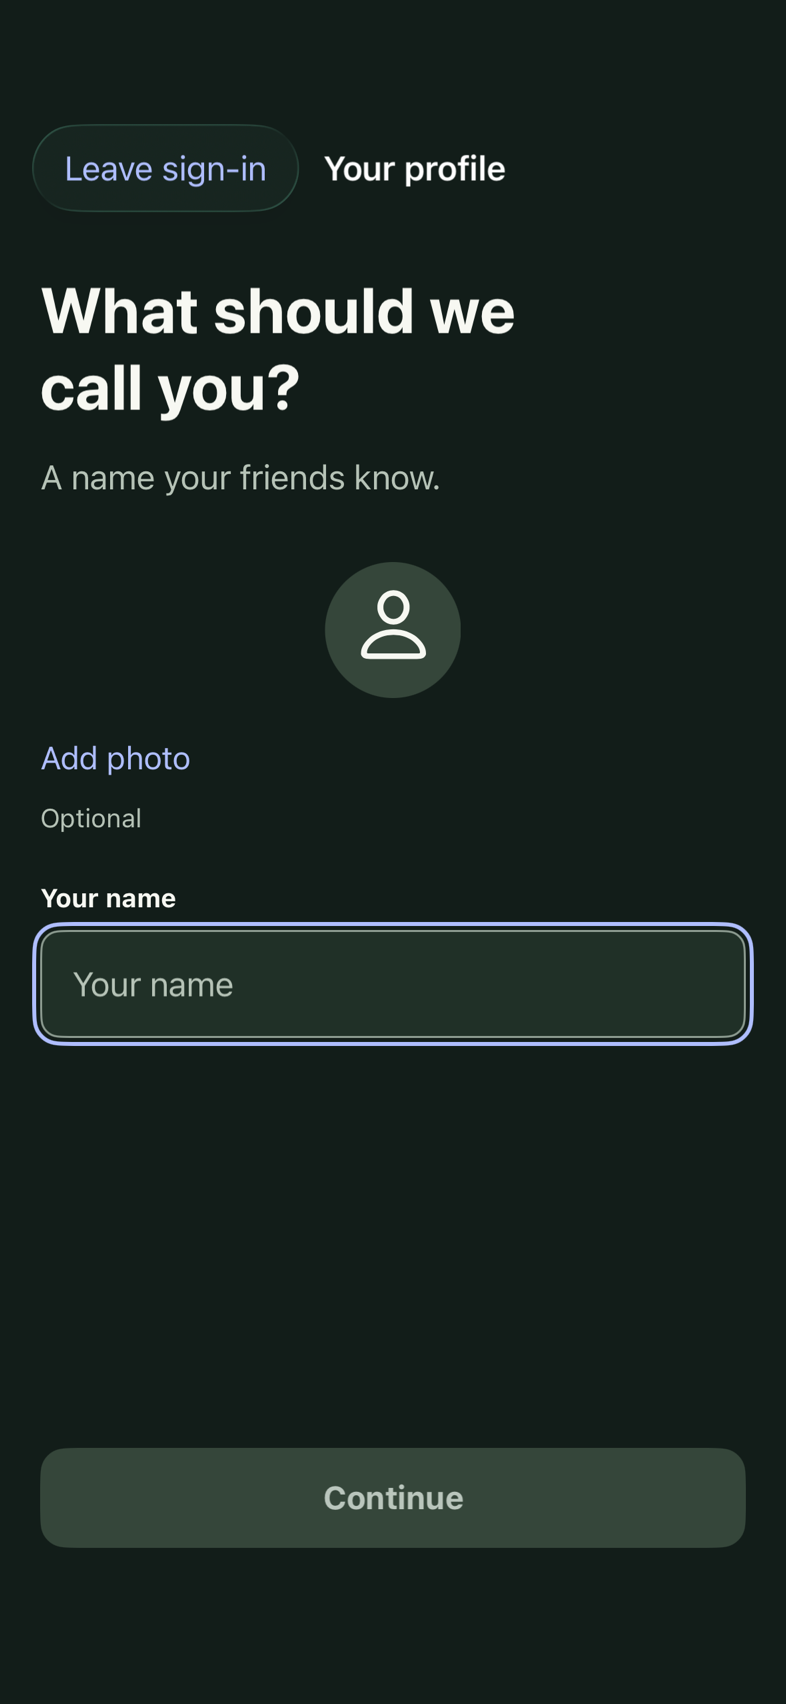 Leave sign-in
Your profile
What should we
call you?
A name your friends know.
Add photo
Optional
Your name
Your name
Continue